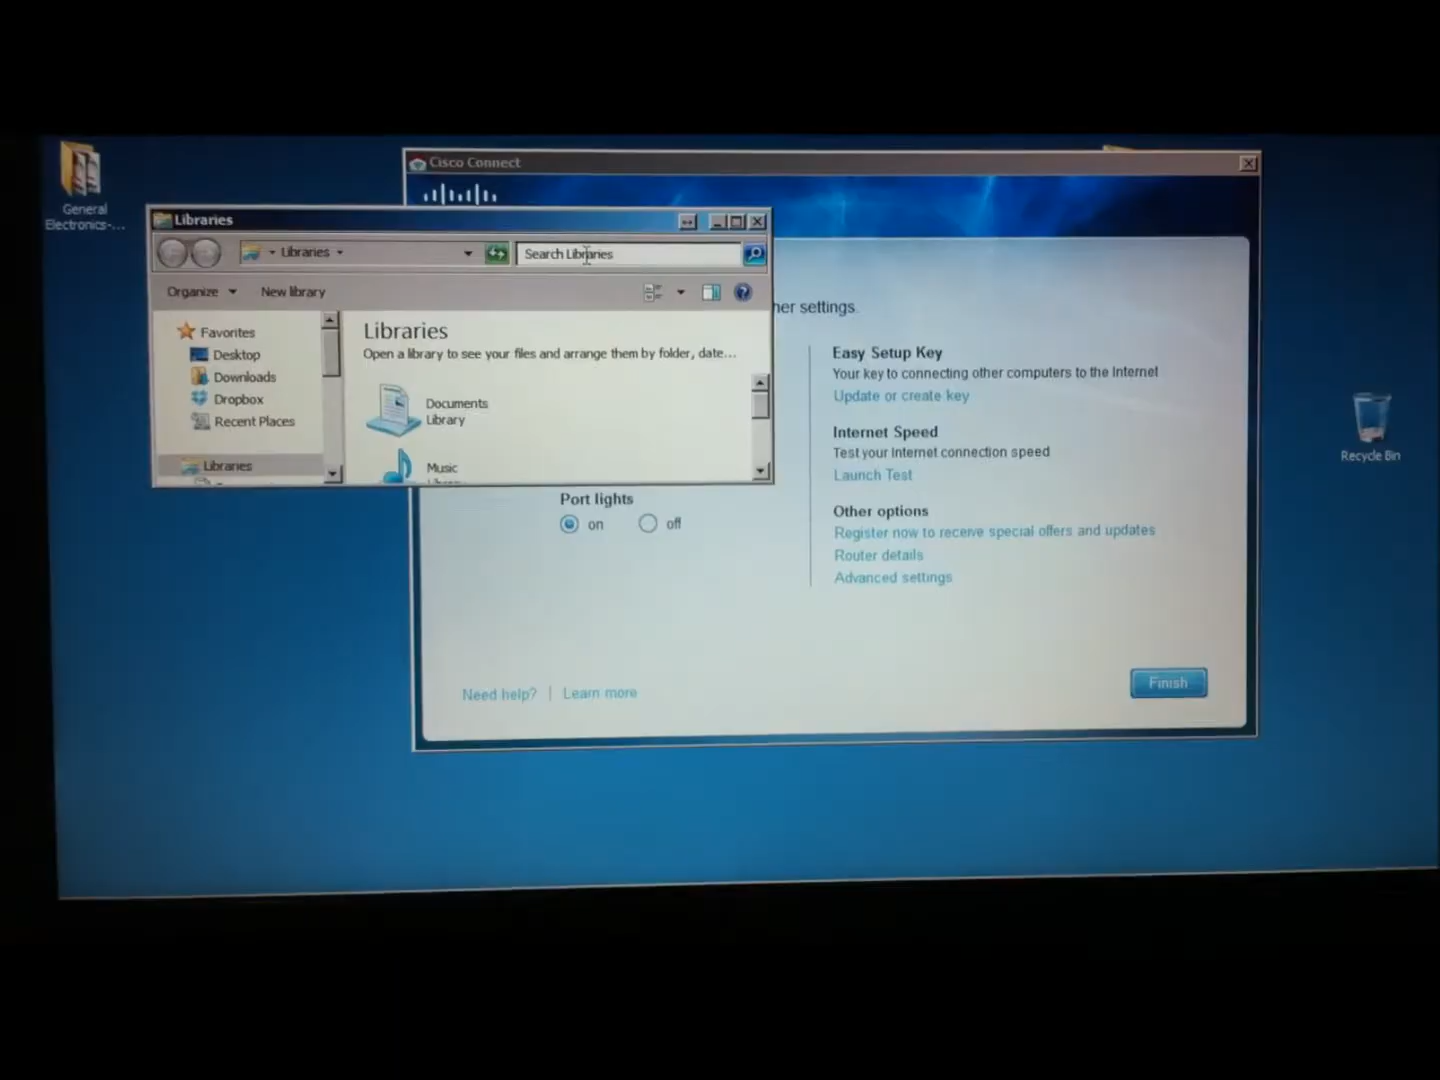 General
Electronics-...
Cisco Connect
Libraries
Libraries
Search Libraries
Organize
New library
Favorites
Desktop
Downloads
Dropbox
Recent Places
Libraries
Libraries
Open a library to see your files and arrange them by folder, date...
Documents
Library
Music
her settings.
Easy Setup Key
Your key to connecting other computers to the Internet
Update or create key
Internet Speed
Test your Internet connection speed
Launch Test
Other options
Register now to receive special offers and updates
Router details
Advanced settings
Port lights
on off
Need help? | Learn more
Finish
Recycle Bin